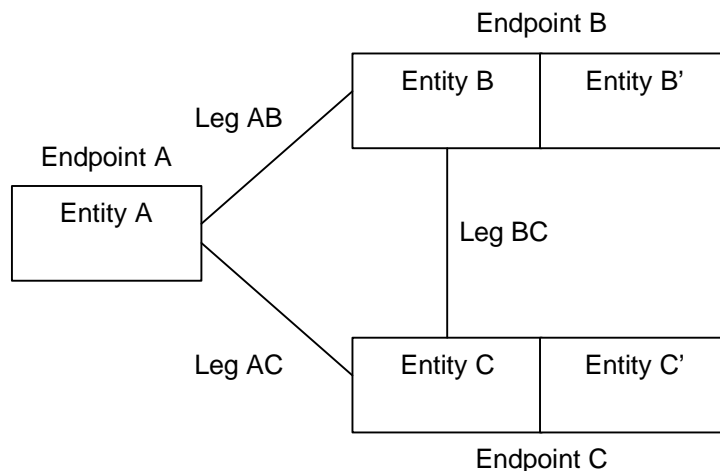 Endpoint B
Entity B
Entity B’
Leg AB
Endpoint A
Entity A
Leg BC
Leg AC
Entity C
Entity C’
Endpoint C